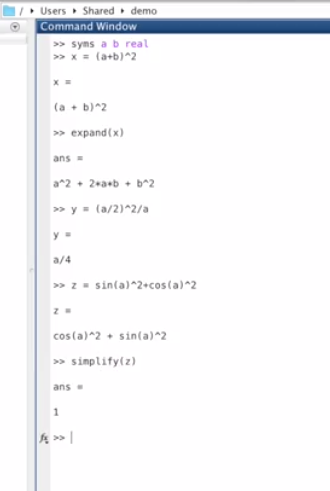 / ▸ Users ▸ Shared ▸ demo
Command Window
>> syms a b real
>> x = (a+b)^2
x =
(a + b)^2
>> expand(x)
ans =
a^2 + 2*a*b + b^2
>> y = (a/2)^2/a
y =
a/4
>> z = sin(a)^2+cos(a)^2
z =
cos(a)^2 + sin(a)^2
>> simplify(z)
ans =
1
fx >>